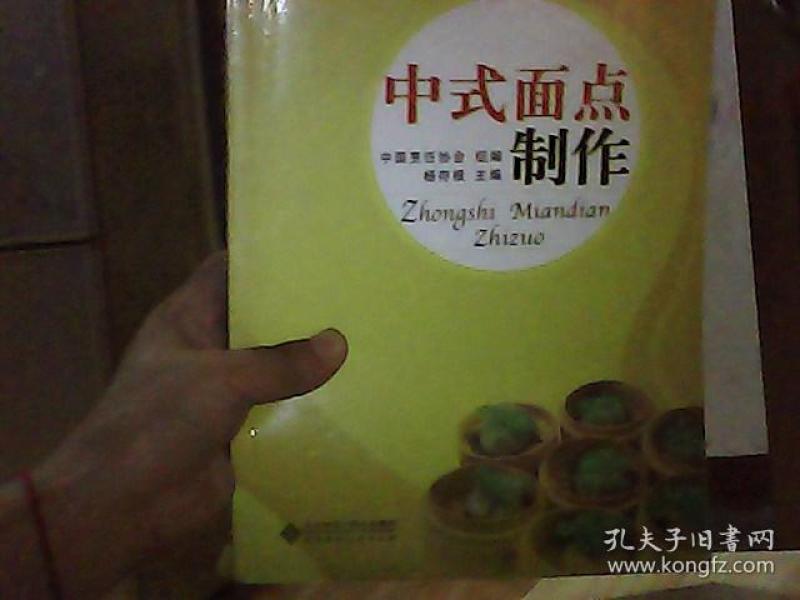 中式面点
制作
中国烹饪协会 组编
杨存根 主编
Zhongshi Miandian
Zhizuo
孔夫子旧书网
www.kongfz.com